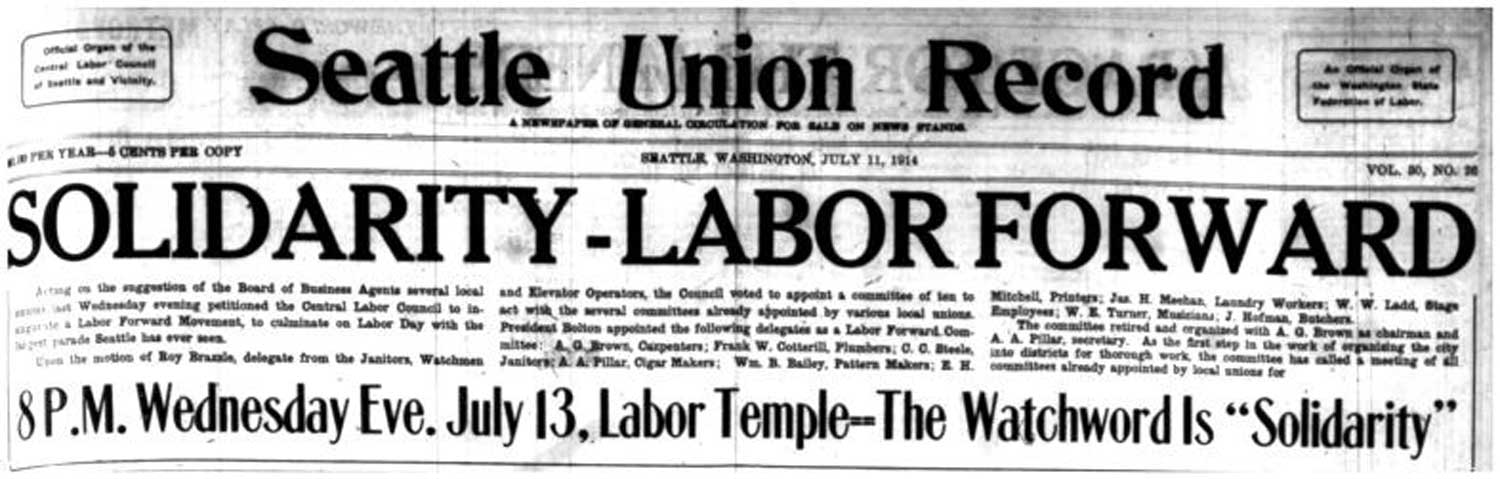 Official Organ of the
Central Labor Council
of Seattle and Vicinity.
Seattle Union Record
An Official Organ of
the Washington State
Federation of Labor.
A NEWSPAPER OF GENERAL CIRCULATION FOR SALE ON NEWS STANDS.
PER YEAR—5 CENTS PER COPY
SEATTLE, WASHINGTON, JULY 11, 1914
VOL. 30, NO.
SOLIDARITY - LABOR FORWARD
Acting on the suggestion of the Board of Business Agents several local
last Wednesday evening petitioned the Central Labor Council to in-
a Labor Forward Movement, to culminate on Labor Day with the
largest parade Seattle has ever seen.
Upon the motion of Roy Brazzle, delegate from the Janitors, Watchmen
and Elevator Operators, the Council voted to appoint a committee of ten to
act with the several committees already appointed by various local unions.
President Bolton appointed the following delegates as a Labor Forward Com-
mittee: A. G. Brown, Carpenters; Frank W. Cotterill, Plumbers; C. C. Steele,
Janitors; A. A. Pillar, Cigar Makers; Wm. B. Bailey, Pattern Makers; E. H.
Mitchell, Printers; Jas. H. Meehan, Laundry Workers; W. W. Ladd, Stage
Employees; W. E. Turner, Musicians; J. Hofman, Butchers.
The committee retired and organized with A. G. Brown as chairman and
A. A. Pillar, secretary. As the first step in the work of organizing the city
into districts for thorough work, the committee has called a meeting of all
committees already appointed by local unions for
8 P.M. Wednesday Eve. July 13, Labor Temple—The Watchword Is “Solidarity”